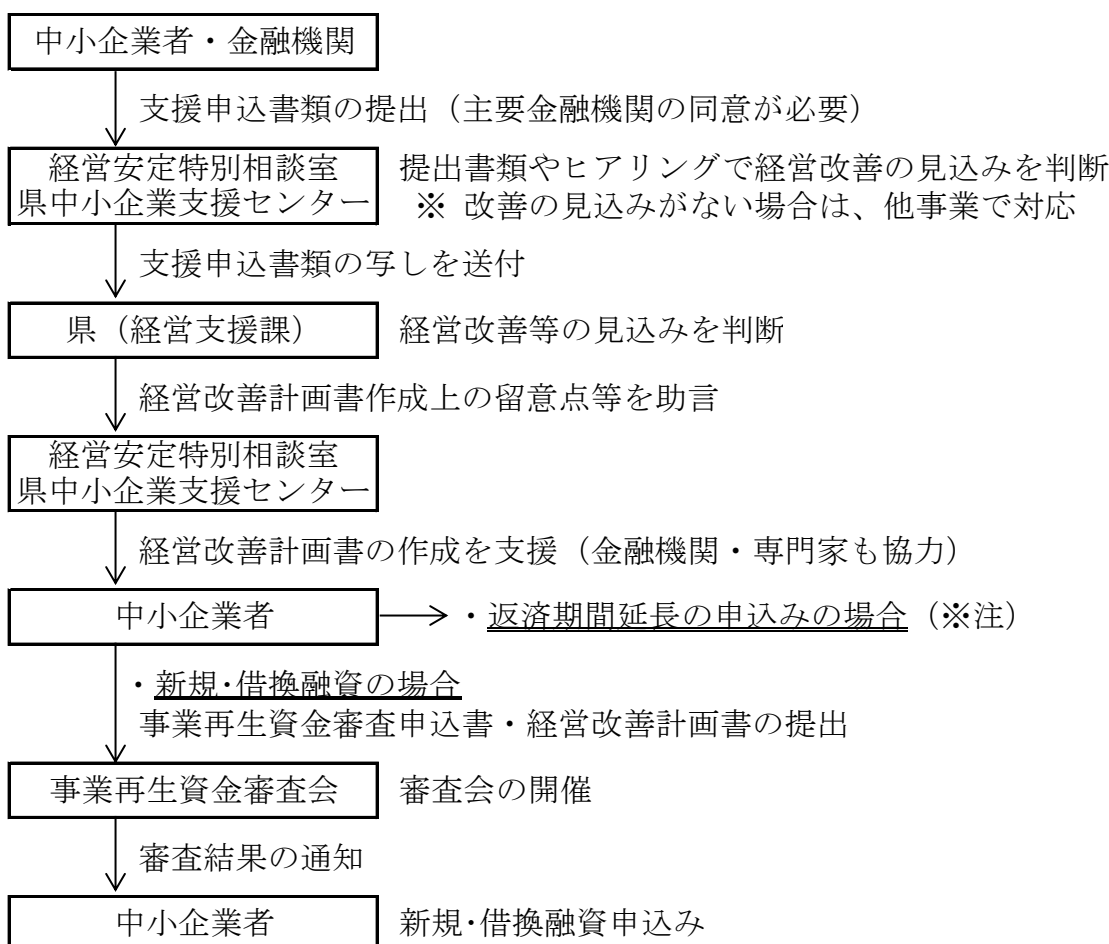 中小企業者・金融機関
支援申込書類の提出（主要金融機関の同意が必要）
経営安定特別相談室
県中小企業支援センター
提出書類やヒアリングで経営改善の見込みを判断
※ 改善の見込みがない場合は、他事業で対応
支援申込書類の写しを送付
県（経営支援課）
経営改善等の見込みを判断
経営改善計画書作成上の留意点等を助言
経営安定特別相談室
県中小企業支援センター
経営改善計画書の作成を支援（金融機関・専門家も協力）
中小企業者
・返済期間延長の申込みの場合（※注）
・新規･借換融資の場合
事業再生資金審査申込書・経営改善計画書の提出
事業再生資金審査会
審査会の開催
審査結果の通知
中小企業者
新規･借換融資申込み